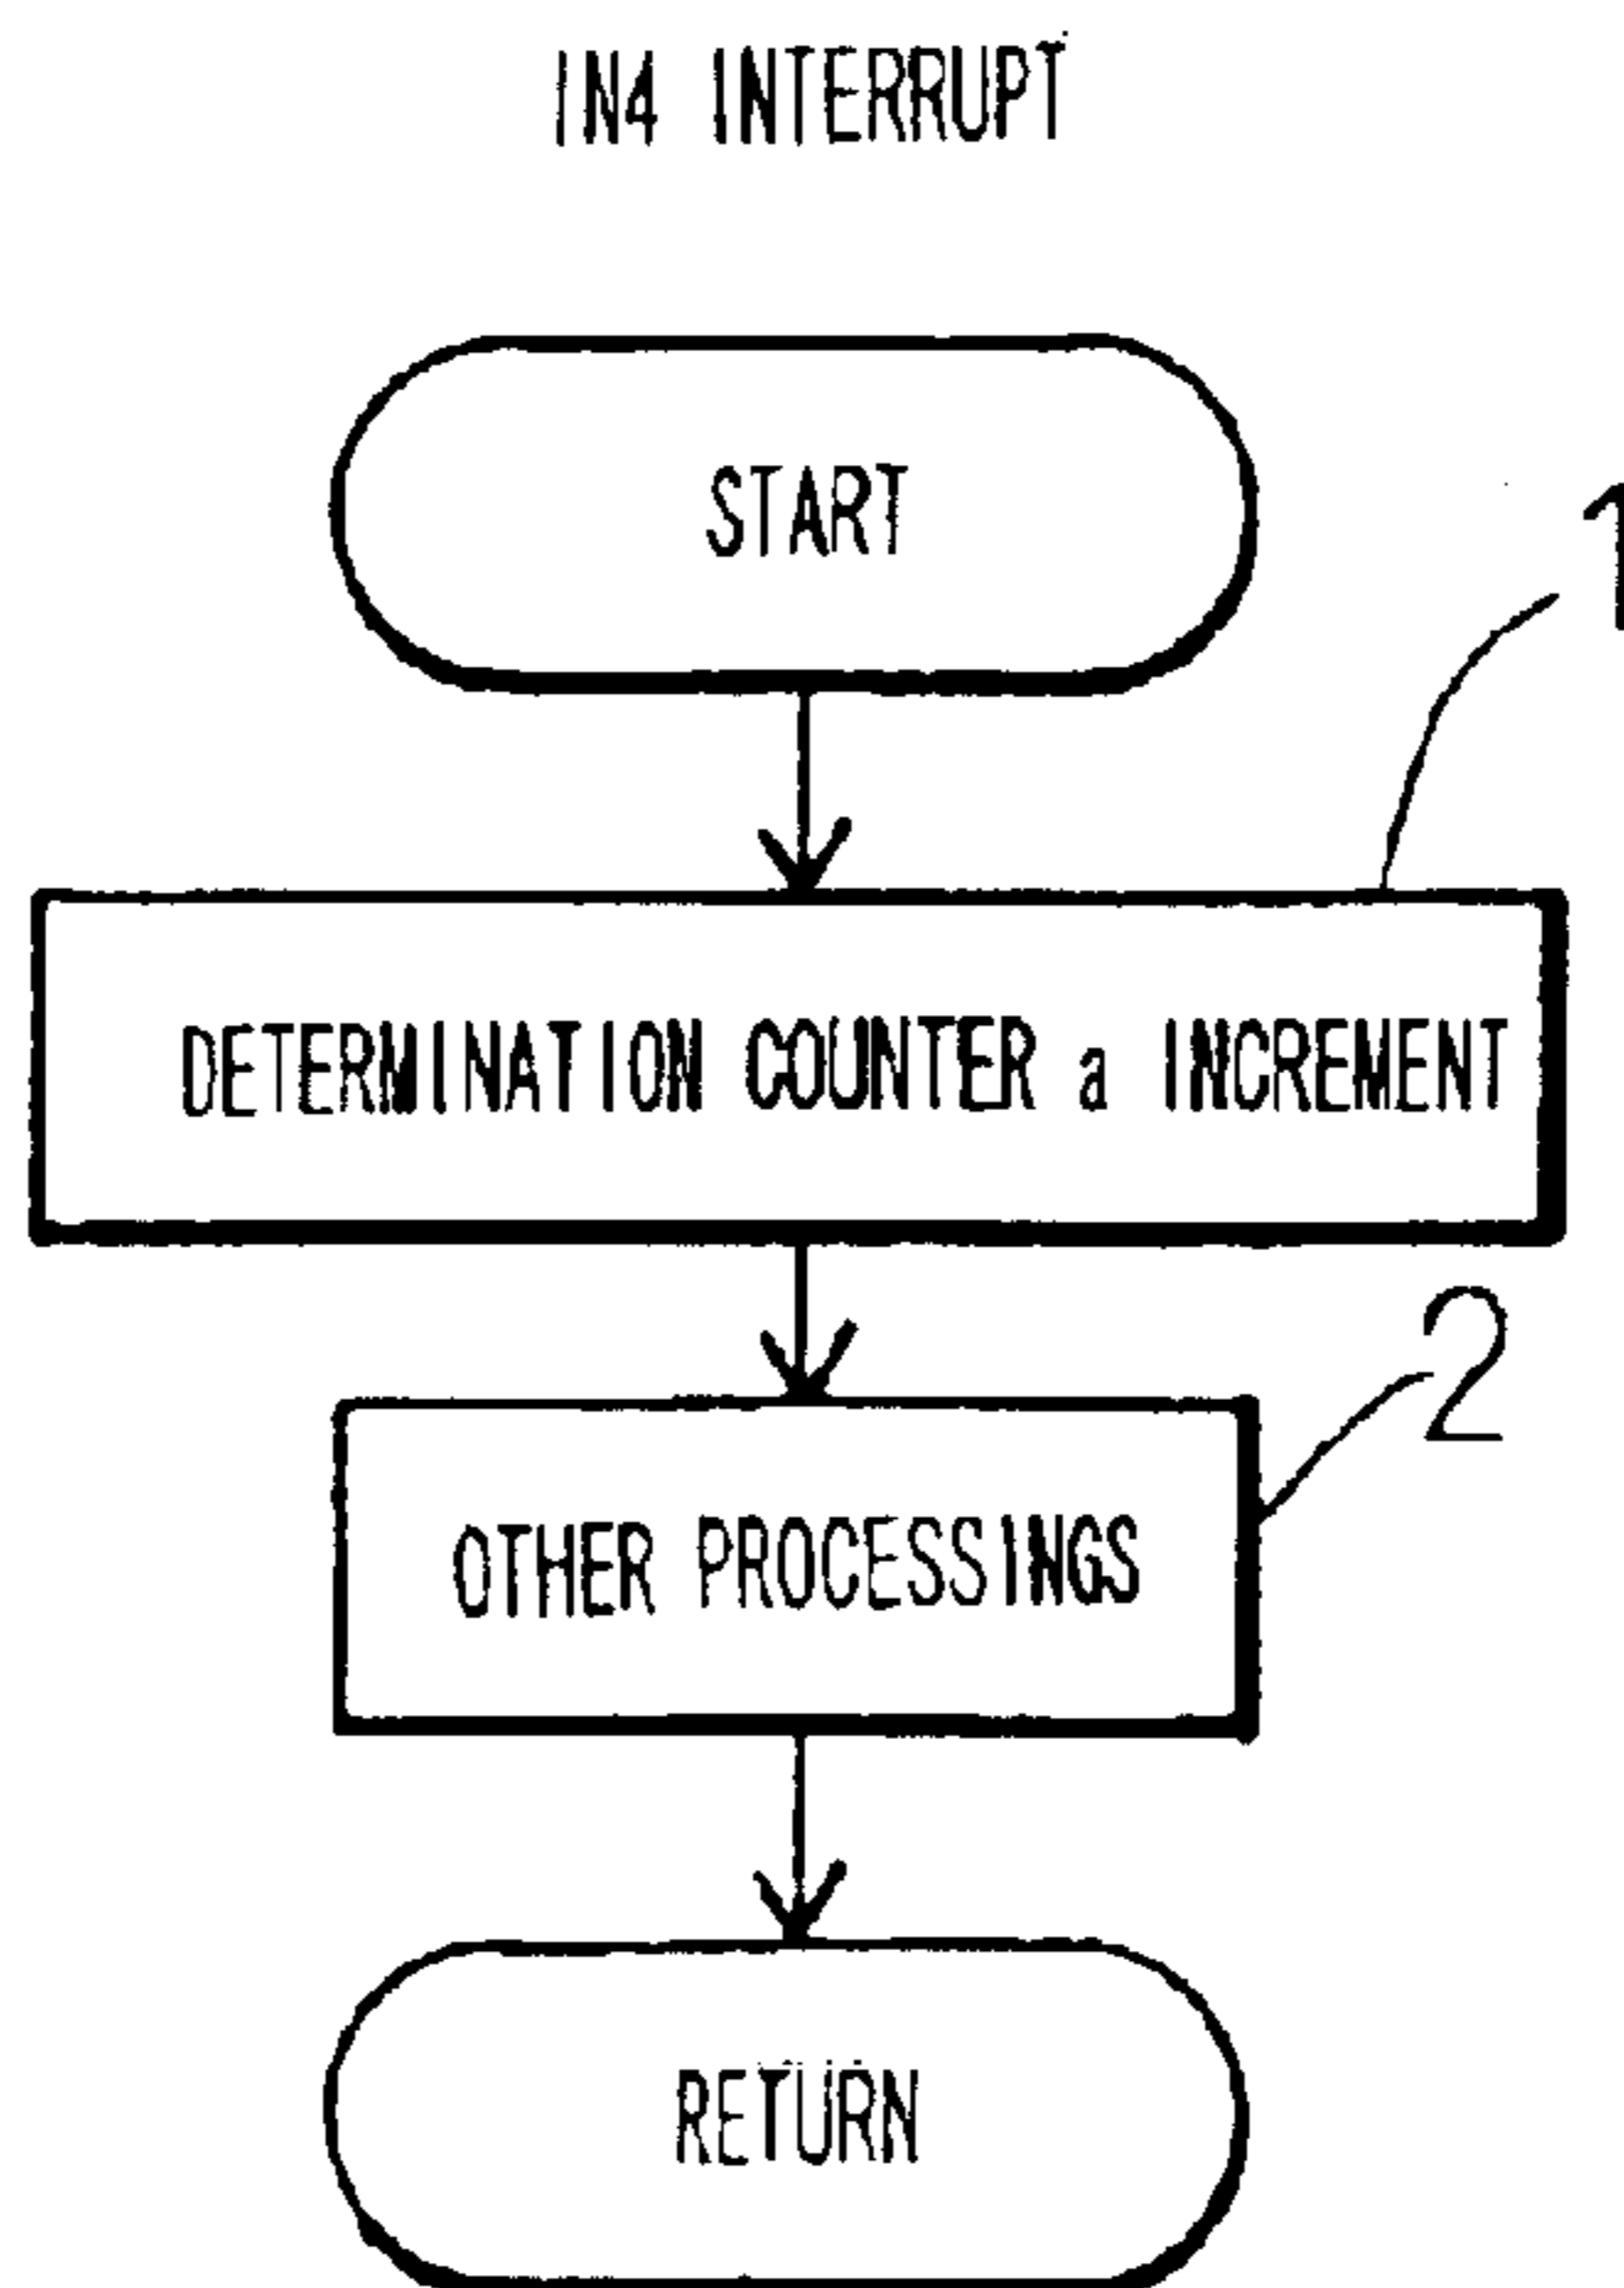 IN4 INTERRUPT
START
1
DETERMINATION COUNTER a INCREMENT
2
OTHER PROCESSINGS
RETURN